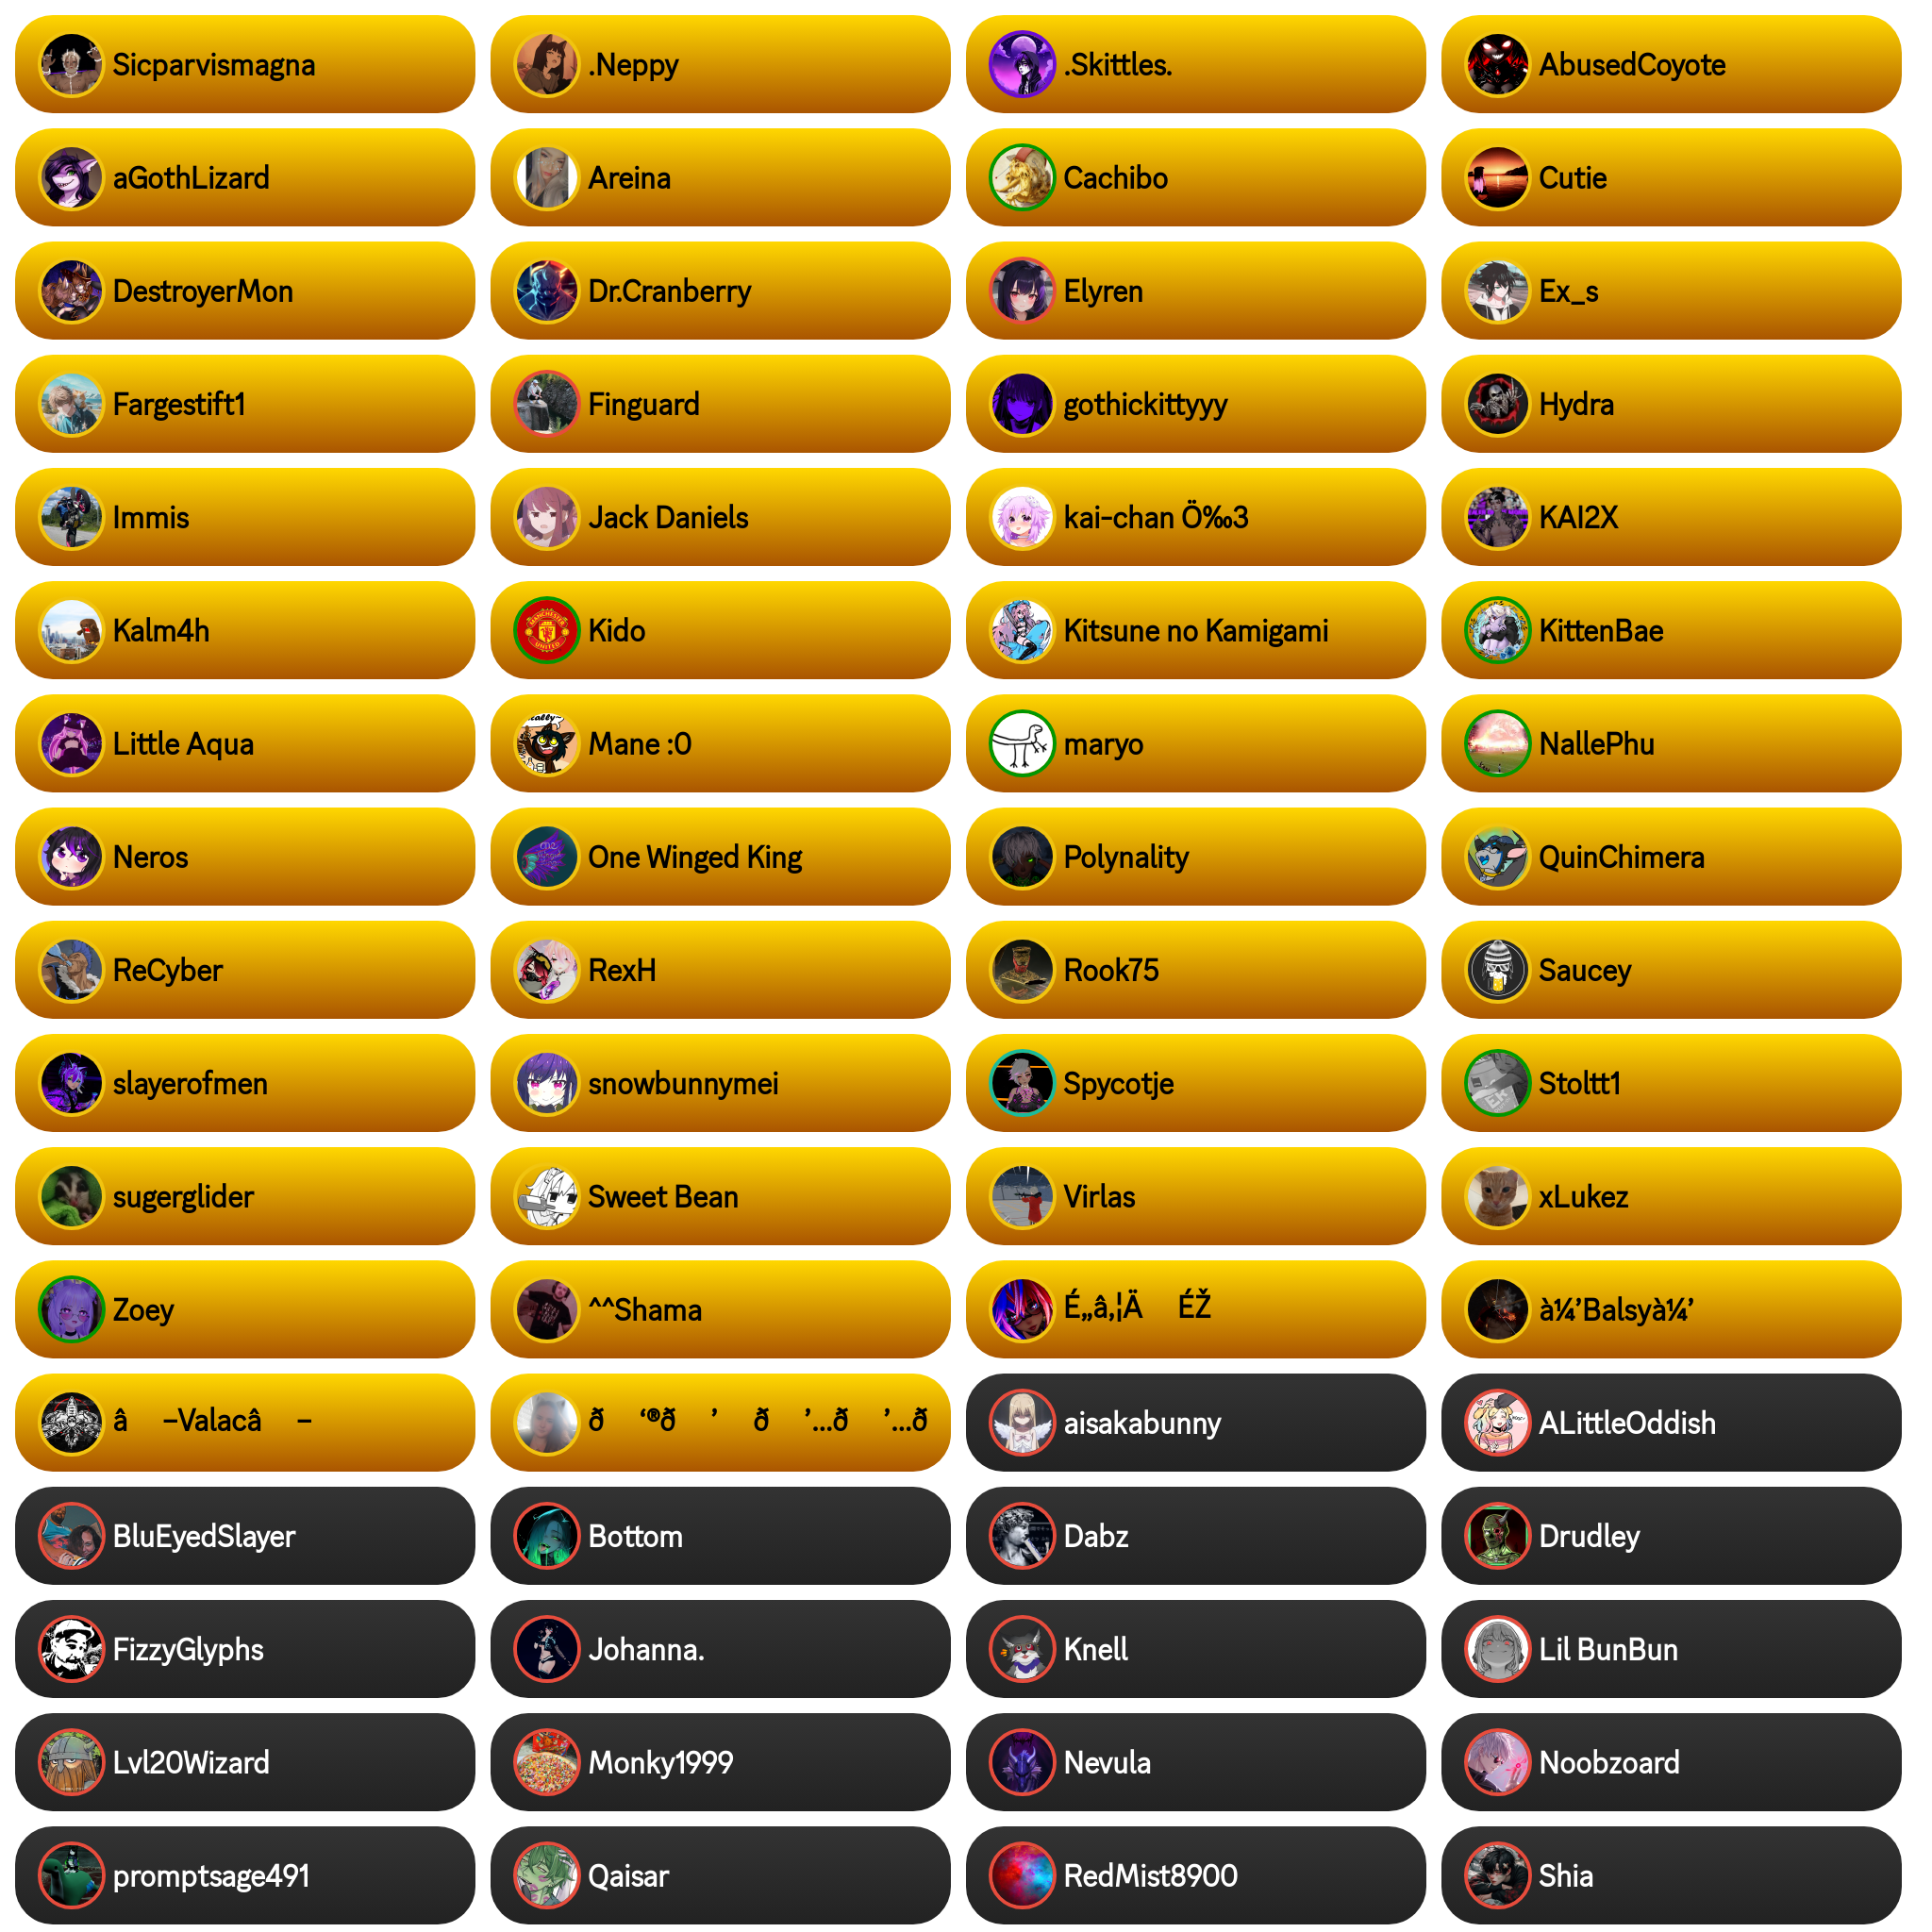 Sicparvismagna
.Neppy
.Skittles.
AbusedCoyote
aGothLizard
Areina
Cachibo
Cutie
DestroyerMon
Dr.Cranberry
Elyren
Ex_s
Fargestift1
Finguard
gothickittyyy
Hydra
Immis
Jack Daniels
kai-chan Ö‰3
KAI2X
Kalm4h
MANCHESTER
UNITED
Kido
Kitsune no Kamigami
KittenBae
Little Aqua
Mane :0
maryo
NallePhu
Neros
One Winged King
Polynality
QuinChimera
ReCyber
RexH
Rook75
Saucey
slayerofmen
snowbunnymei
Spycotje
Stoltt1
sugerglider
Sweet Bean
Virlas
xLukez
Zoey
^^Shama
É„â‚¦Ä ÉŽ
à¼’Balsyà¼’
â –Valacâ –
ð ‘®ð ’ ð ’…ð ’…ð
aisakabunny
ALittleOddish
BluEyedSlayer
Bottom
Dabz
Drudley
FizzyGlyphs
Johanna.
Knell
Lil BunBun
Lvl20Wizard
Monky1999
Nevula
Noobzoard
promptsage491
Qaisar
RedMist8900
Shia